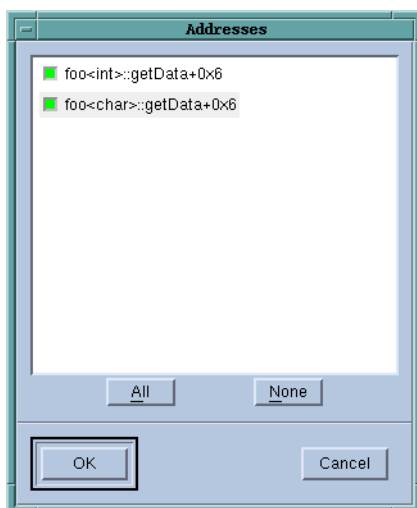 Addresses
foo<int>::getData+0x6
foo<char>::getData+0x6
All None
OK Cancel